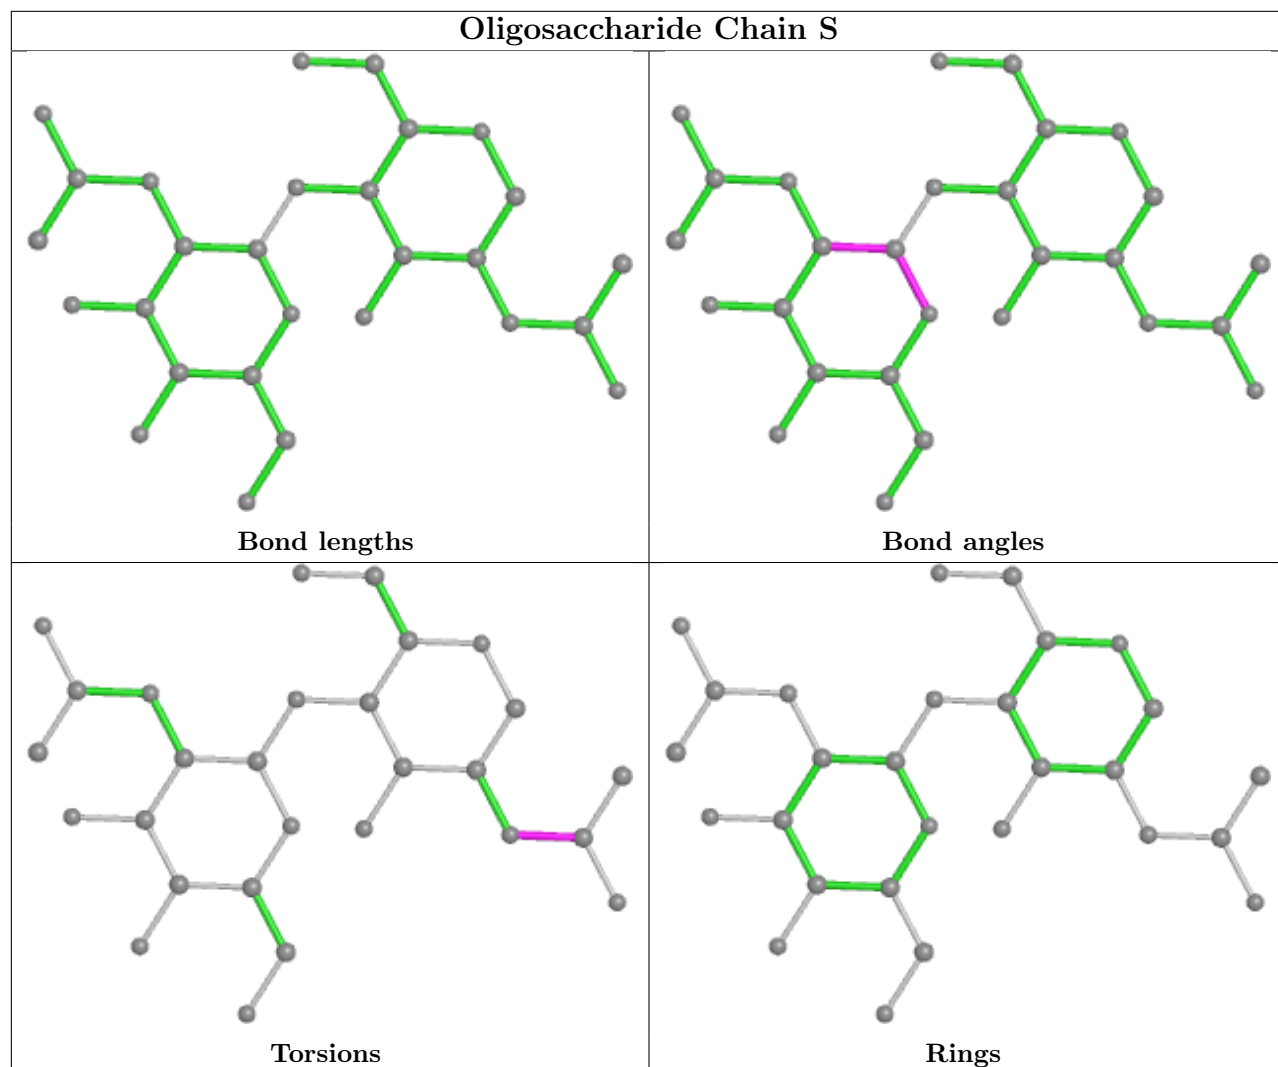 Oligosaccharide Chain S
Bond lengths
Bond angles
Torsions
Rings